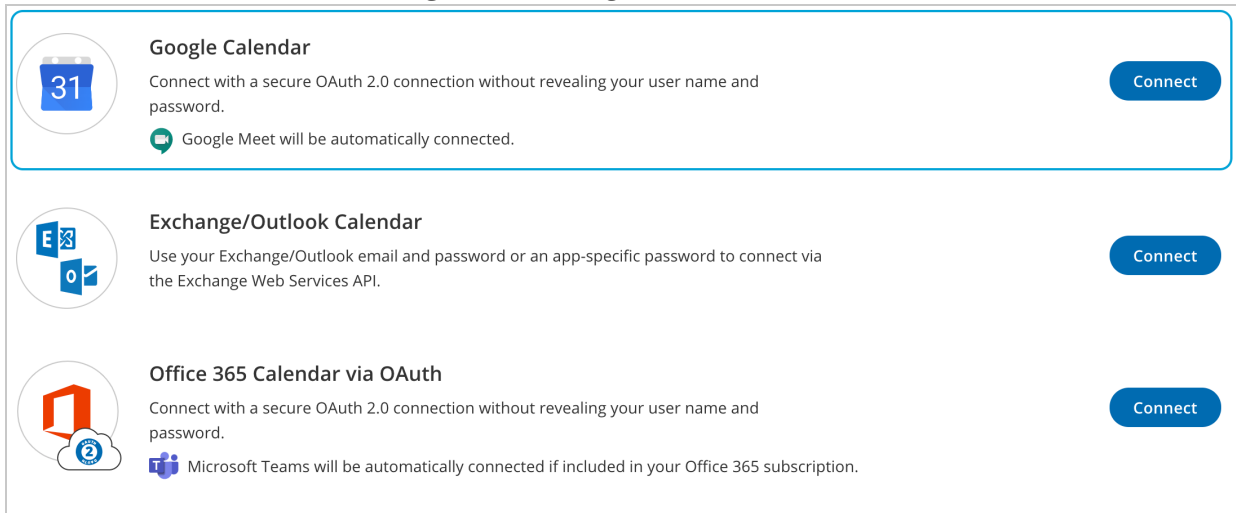 Google Calendar
31
Connect with a secure OAuth 2.0 connection without revealing your user name and
password.
Connect
Google Meet will be automatically connected.
Exchange/Outlook Calendar
E
O
Use your Exchange/Outlook email and password or an app-specific password to connect via
the Exchange Web Services API.
Connect
Office 365 Calendar via OAuth
Connect with a secure OAuth 2.0 connection without revealing your user name and
password.
Connect
2
T
Microsoft Teams will be automatically connected if included in your Office 365 subscription.